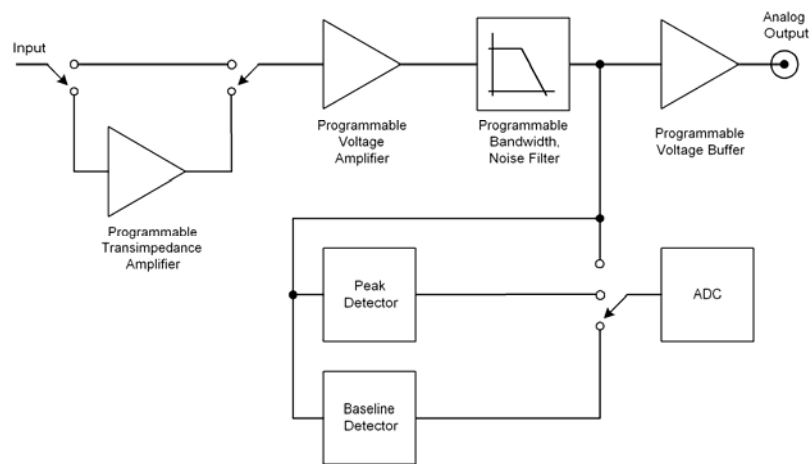 Analog
Output
Input
Programmable
Voltage
Amplifier
Programmable
Bandwidth,
Noise Filter
Programmable
Voltage Buffer
Programmable
Transimpedance
Amplifier
Peak
Detector
ADC
Baseline
Detector